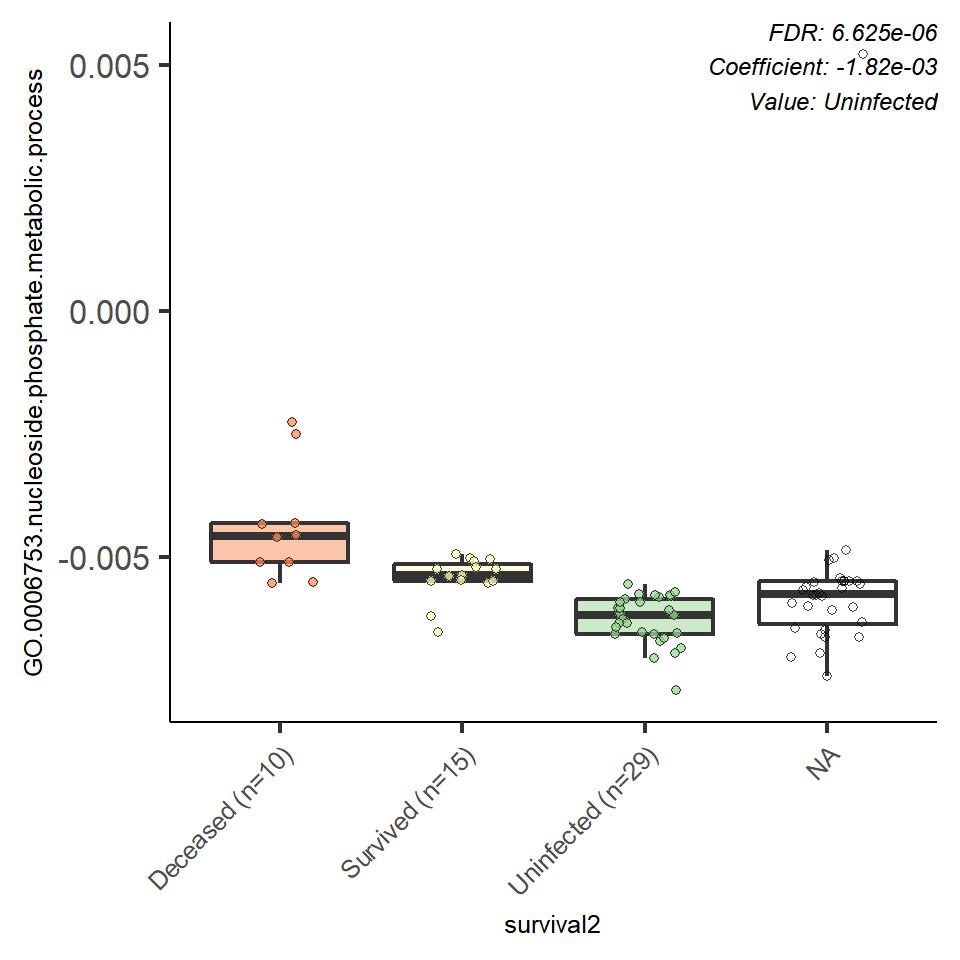 FDR: 6.625e-06
Coefficient: -1.82e-03
Value: Uninfected
GO.0006753.nucleoside.phosphate.metabolic.process
0.005
0.000
-0.005
Deceased (n=10)
Survived (n=15)
Uninfected (n=29)
NA
survival2